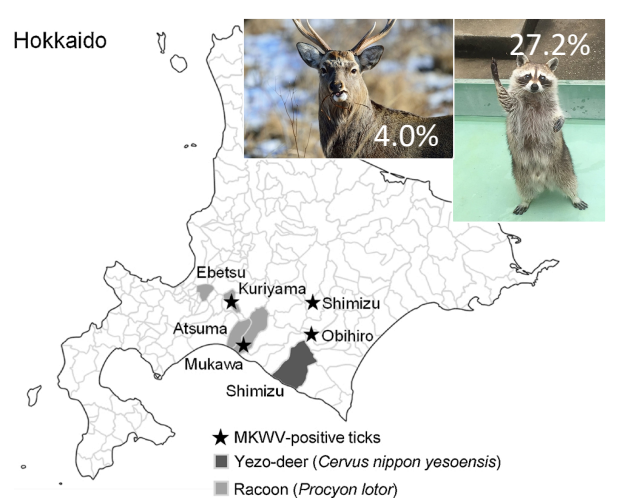 Hokkaido
4.0%
27.2%
Ebetsu
Kuriyama
Shimizu
Atsuma
Obihiro
Mukawa
Shimizu
MKWV-positive ticks
Yezo-deer (Cervus nippon yesoensis)
Racoon (Procyon lotor)